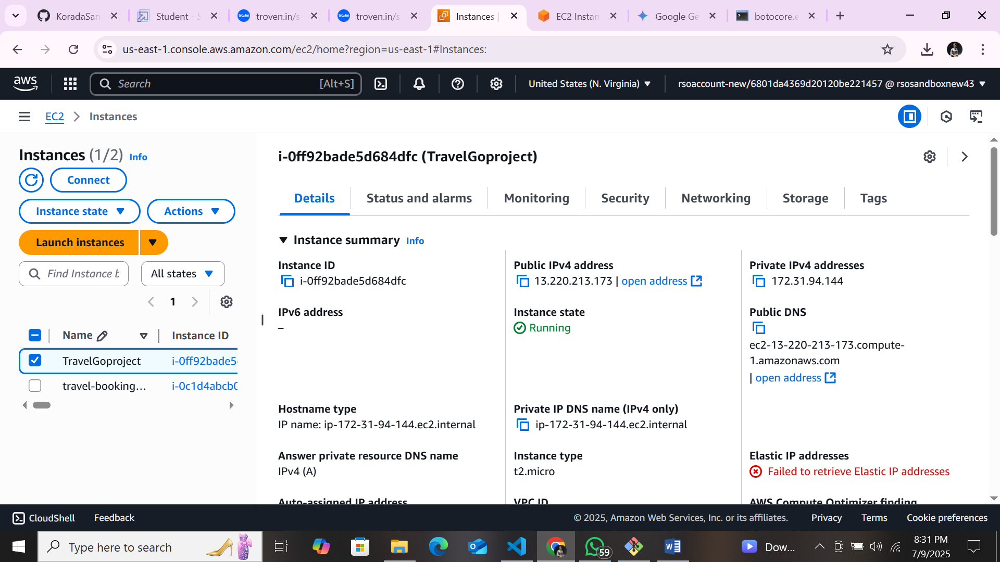 KoradaSan
Student - S
troven.in/s
troven.in/s
Instances |
EC2 Instan
Google Ge
botocore.e
us-east-1.console.aws.amazon.com/ec2/home?region=us-east-1#Instances:
aws
Search
[Alt+S]
United States (N. Virginia)
rsoaccount-new/6801da4369d20120be221457 @ rsosandboxnew43
EC2
Instances
Instances (1/2) Info
Connect
Instance state
Actions
Launch instances
Find Instance b
All states
1
Name
Instance ID
TravelGoproject
i-0ff92bade5
travel-booking...
i-0c1d4abcb0
i-0ff92bade5d684dfc (TravelGoproject)
Details
Status and alarms
Monitoring
Security
Networking
Storage
Tags
Instance summary Info
Instance ID
i-0ff92bade5d684dfc
Public IPv4 address
13.220.213.173 | open address
Private IPv4 addresses
172.31.94.144
IPv6 address
–
Instance state
Running
Public DNS
ec2-13-220-213-173.compute-
1.amazonaws.com
| open address
Hostname type
IP name: ip-172-31-94-144.ec2.internal
Private IP DNS name (IPv4 only)
ip-172-31-94-144.ec2.internal
Answer private resource DNS name
IPv4 (A)
Instance type
t2.micro
Elastic IP addresses
Failed to retrieve Elastic IP addresses
Auto-assigned IP address
VPC ID
AWS Compute Optimizer finding
CloudShell
Feedback
© 2025, Amazon Web Services, Inc. or its affiliates.
Privacy
Terms
Cookie preferences
Type here to search
59
Dow...
8:31 PM
7/9/2025